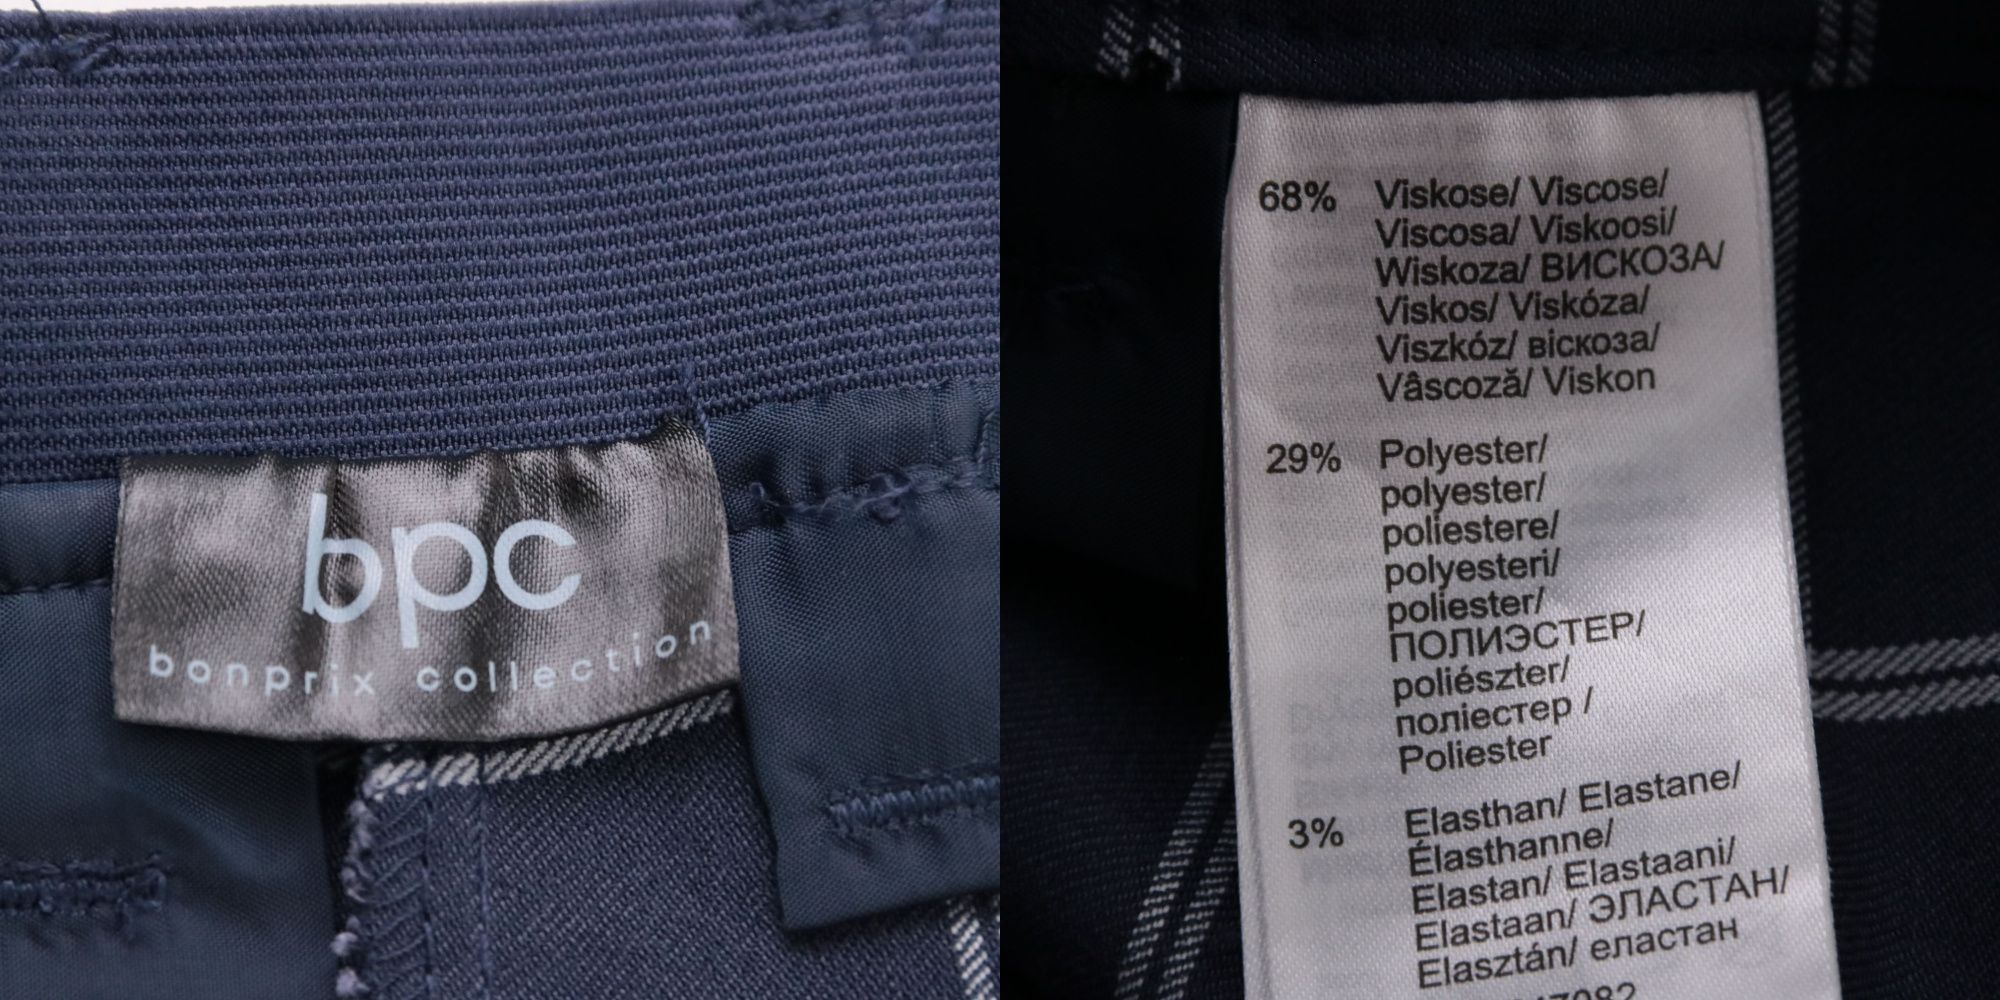 bpc
bonprix collection
68% Viskose/ Viscose/
Viscosa/ Viskoosi/
Wiskoza/ ВИСКОЗА/
Viskos/ Viskóza/
Viszkóz/ віскоза/
Vâscoză/ Viskon
29% Polyester/
polyester/
poliestere/
polyesteri/
poliester/
ПОЛИЭСТЕР/
poliészter/
поліестер /
Poliester
3% Elasthan/ Elastane/
Élasthanne/
Elastan/ Elastaani/
Elastaan/ ЭЛАСТАН/
Elasztán/ еластан